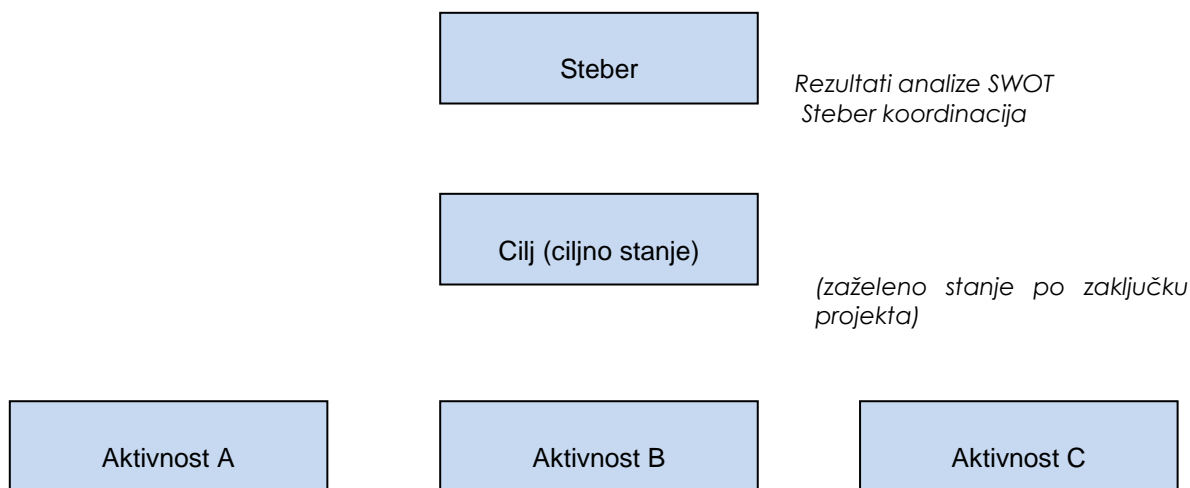 Steber
Rezultati analize SWOT
Steber koordinacija
Cilj (ciljno stanje)
(zaželeno stanje po zaključku
projekta)
Aktivnost A
Aktivnost B
Aktivnost C